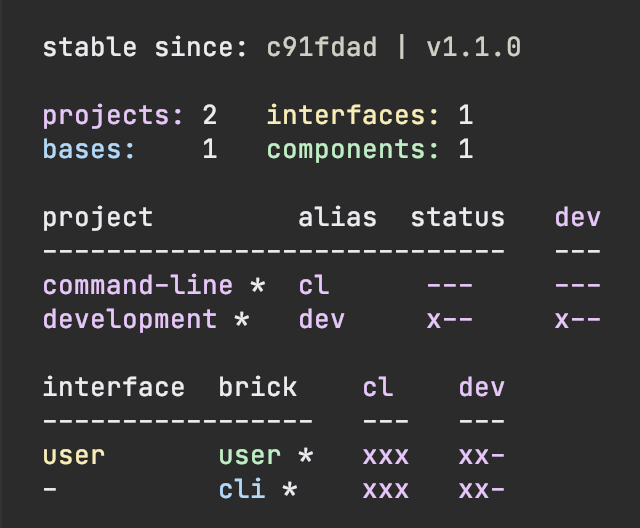 stable since: c91fdad | v1.1.0
projects: 2   interfaces: 1
bases:    1   components: 1
project         alias  status   dev
-----------------------------   ---
command-line *  cl      ---     ---
development *   dev     x--     x--
interface  brick    cl    dev
-----------------   ---   ---
user       user *   xxx   xx-
-          cli *    xxx   xx-